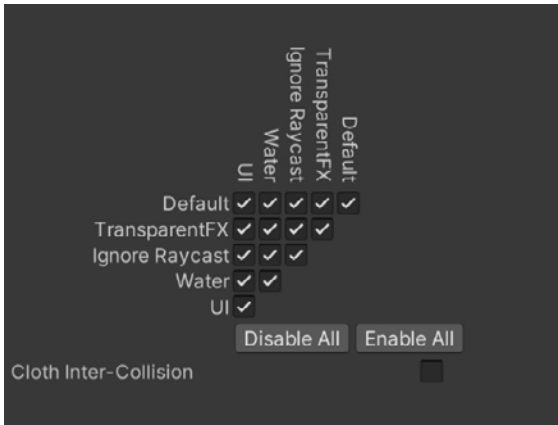 UI
Water
Ignore Raycast
TransparentFX
Default
Default
TransparentFX
Ignore Raycast
Water
UI
Disable All Enable All
Cloth Inter-Collision